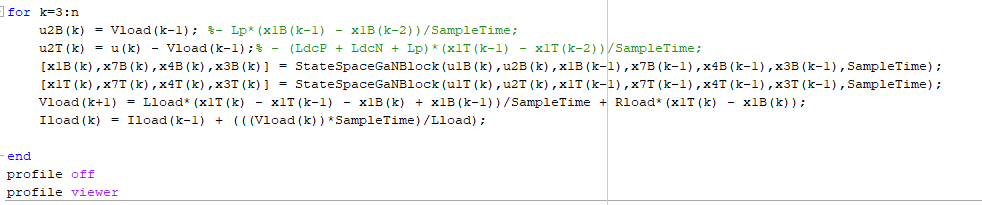 for k=3:n
u2B(k) = Vload(k-1); %- Lp*(x1B(k-1) - x1B(k-2))/SampleTime;
u2T(k) = u(k) - Vload(k-1);% - (LdcP + LdcN + Lp)*(x1T(k-1) - x1T(k-2))/SampleTime;
[x1B(k),x7B(k),x4B(k),x3B(k)] = StateSpaceGaNBlock(u1B(k),u2B(k),x1B(k-1),x7B(k-1),x4B(k-1),x3B(k-1),SampleTime);
[x1T(k),x7T(k),x4T(k),x3T(k)] = StateSpaceGaNBlock(u1T(k),u2T(k),x1T(k-1),x7T(k-1),x4T(k-1),x3T(k-1),SampleTime);
Vload(k+1) = Lload*(x1T(k) - x1T(k-1) - x1B(k) + x1B(k-1))/SampleTime + Rload*(x1T(k) - x1B(k));
Iload(k) = Iload(k-1) + (((Vload(k))*SampleTime)/Lload);
end
profile off
profile viewer